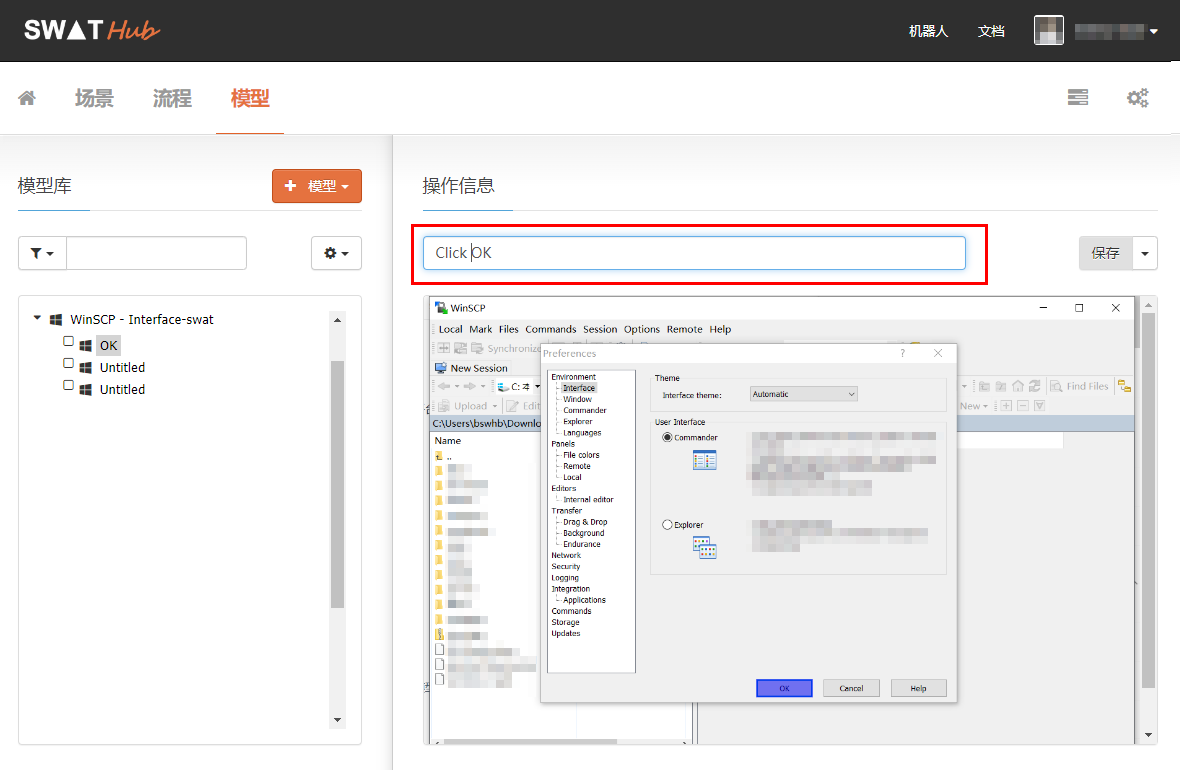 SWAT Hub
机器人 文档
场景 流程 模型
模型库
模型
操作信息
Click OK
保存
WinSCP - Interface-swat
OK
Untitled
Untitled
WinSCP
Local Mark Files Commands Session Options Remote Help
Synchronize
New Session
C: 本
Find Files
Upload
Edit
New
C:\Users\bswhb\Downlo
Name
..
Preferences
Environment
Interface
Window
Commander
Explorer
Languages
Panels
File colors
Remote
Local
Editors
Internal editor
Transfer
Drag & Drop
Background
Endurance
Network
Security
Logging
Integration
Applications
Commands
Storage
Updates
Theme
Interface theme: Automatic
User Interface
Commander
Explorer
OK Cancel Help